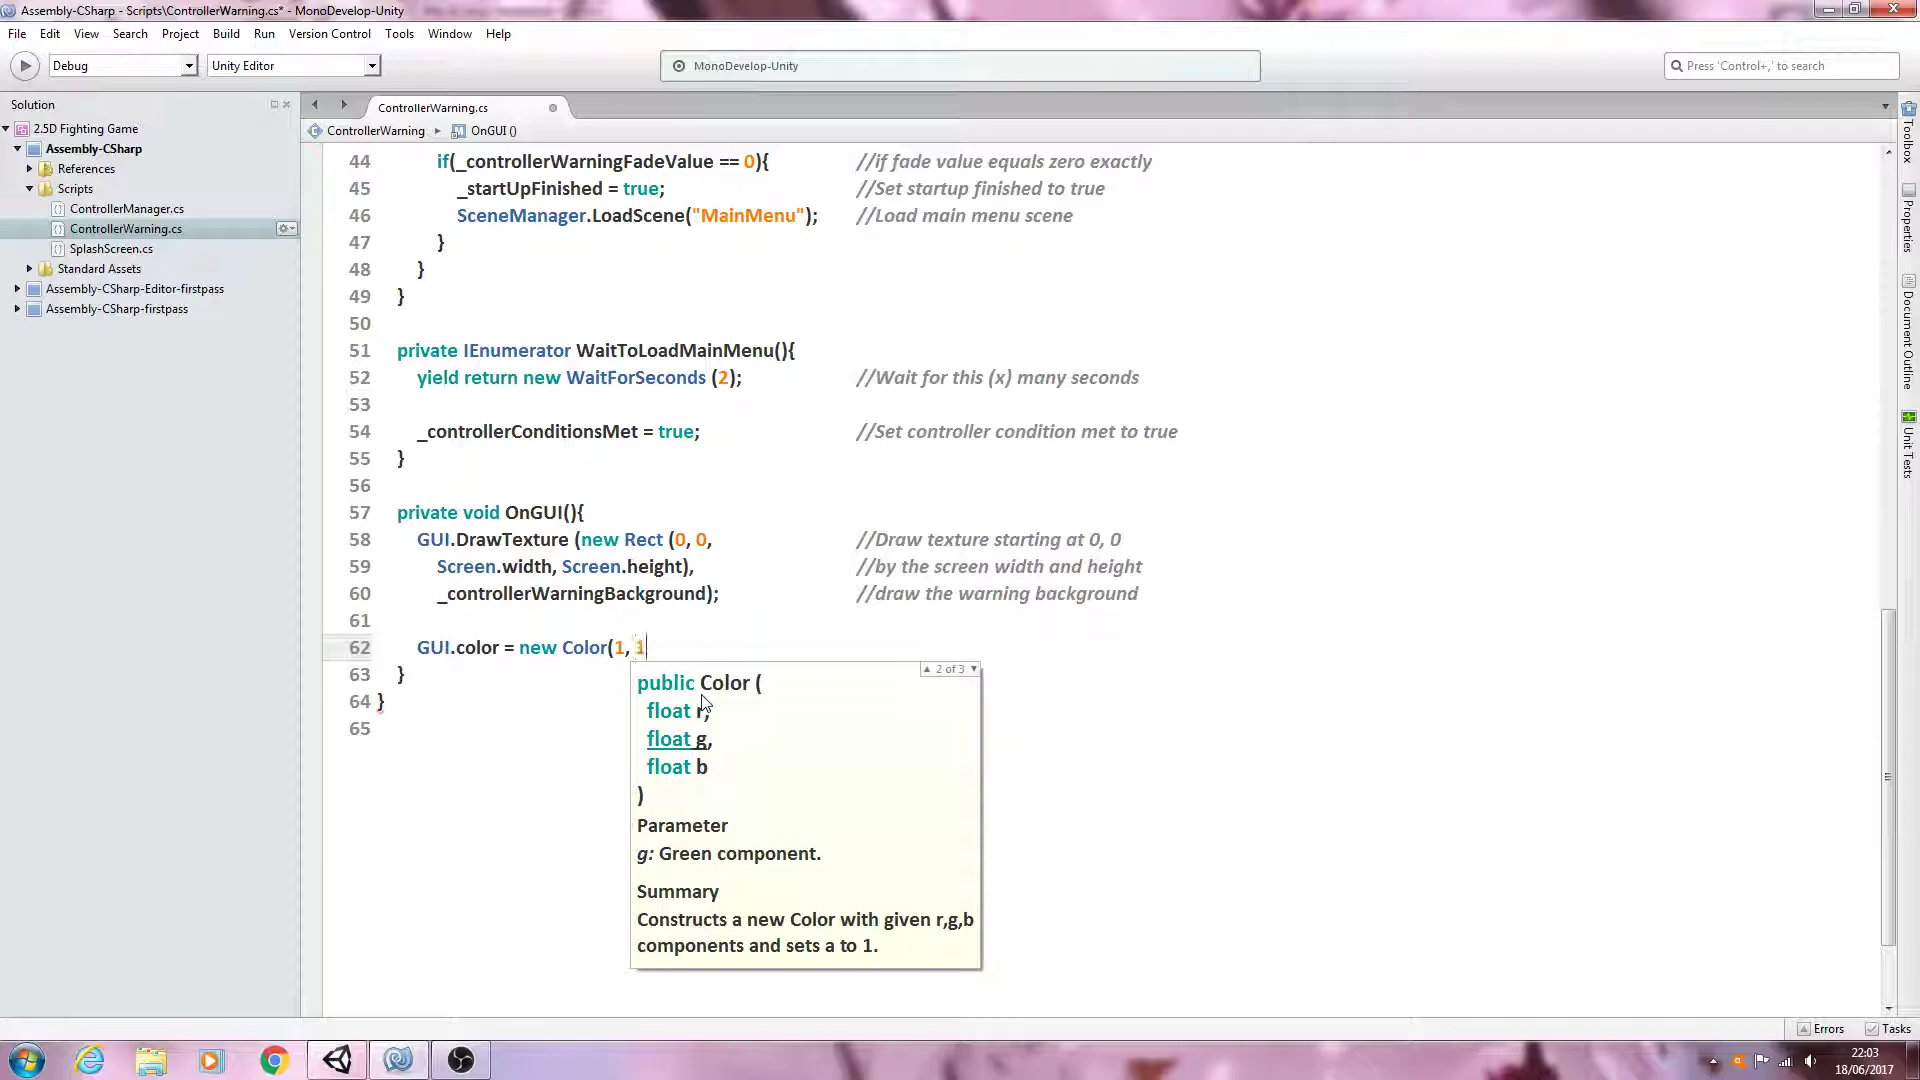 Assembly-CSharp - Scripts\ControllerWarning.cs* - MonoDevelop-Unity
File Edit View Search Project Build Run Version Control Tools Window Help
Debug Unity Editor MonoDevelop-Unity Press 'Control+,' to search
Solution
2.5D Fighting Game
Assembly-CSharp
References
Scripts
ControllerManager.cs
ControllerWarning.cs
SplashScreen.cs
Standard Assets
Assembly-CSharp-Editor-firstpass
Assembly-CSharp-firstpass
ControllerWarning.cs
ControllerWarning OnGUI ()
44 if(_controllerWarningFadeValue == 0){ //if fade value equals zero exactly
45 _startUpFinished = true; //Set startup finished to true
46 SceneManager.LoadScene("MainMenu"); //Load main menu scene
47 }
48 }
49 }
50
51 private IEnumerator WaitToLoadMainMenu(){
52 yield return new WaitForSeconds (2); //Wait for this (x) many seconds
53
54 _controllerConditionsMet = true; //Set controller condition met to true
55 }
56
57 private void OnGUI(){
58 GUI.DrawTexture (new Rect (0, 0, //Draw texture starting at 0, 0
59 Screen.width, Screen.height), //by the screen width and height
60 _controllerWarningBackground); //draw the warning background
61
62 GUI.color = new Color(1, 1
63 }
64 }
65
2 of 3
public Color (
float r,
float g,
float b
)
Parameter
g: Green component.
Summary
Constructs a new Color with given r,g,b
components and sets a to 1.
Toolbox
Properties
Document Outline
Unit Tests
Errors Tasks
22:03
18/06/2017